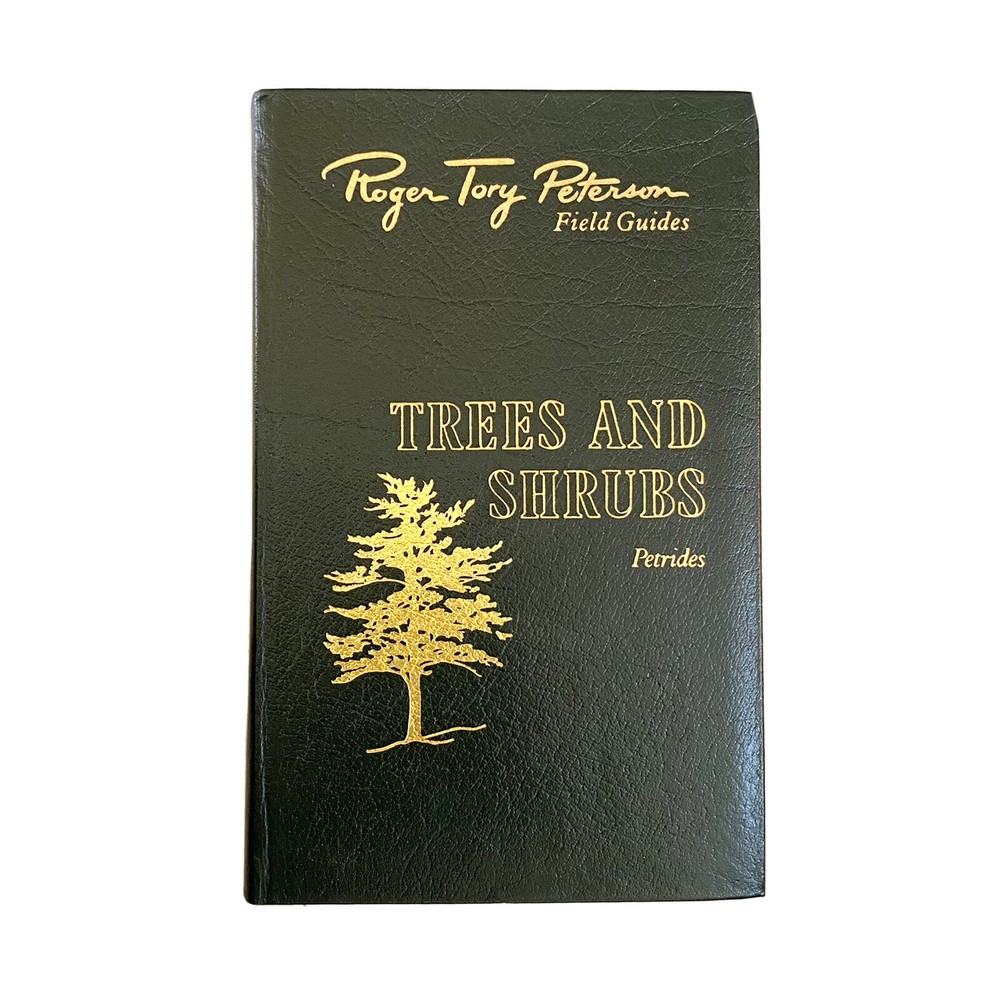 Roger Tory Peterson
Field Guides
TREES AND
SHRUBS
Petrides